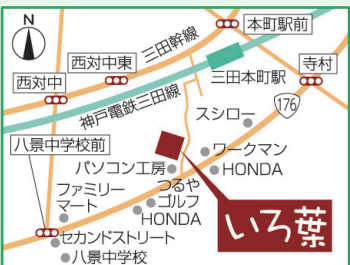 N
本町駅前
三田幹線
西対中東
西対中
三田本町駅
寺村
神戸電鉄三田線
176
スシロー
八景中学校前
ワークマン
パソコン工房
HONDA
ファミリー
マート
つるや
ゴルフ
HONDA
いろ葉
セカンドストリート
八景中学校